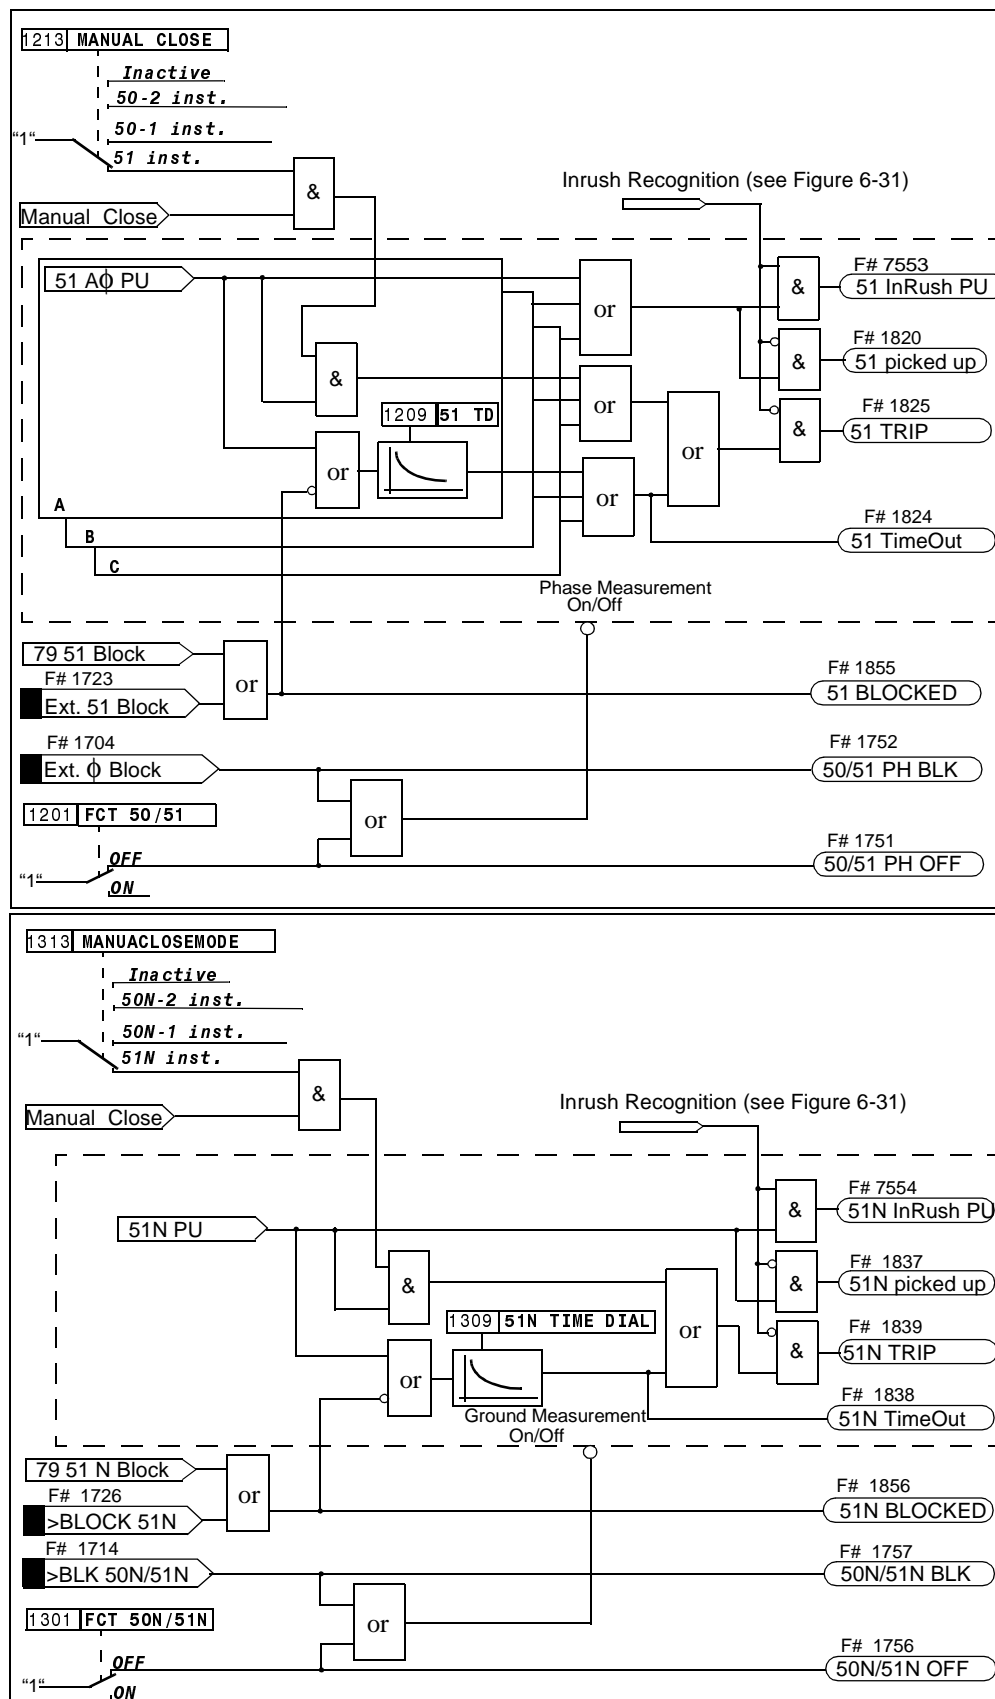 1213 MANUAL CLOSE
Inactive
50-2 inst.
50-1 inst.
51 inst.
“1“
&
Manual Close
Inrush Recognition (see Figure 6-31)
51 Aϕ PU
or
&
F# 7553
51 InRush PU
&
F# 1820
51 picked up
&
F# 1825
51 TRIP
&
or
or
1209 51 TD
or
or
F# 1824
51 TimeOut
A
B
C
Phase Measurement
On/Off
79 51 Block
F# 1723
Ext. 51 Block
or
F# 1855
51 BLOCKED
F# 1704
Ext. ϕ Block
F# 1752
50/51 PH BLK
or
1201 FCT 50/51
OFF
ON
“1“
F# 1751
50/51 PH OFF
1313 MANUACLOSEMODE
Inactive
50N-2 inst.
50N-1 inst.
51N inst.
“1“
&
Manual Close
Inrush Recognition (see Figure 6-31)
51N PU
&
F# 7554
51N InRush PU
&
F# 1837
51N picked up
&
or
1309 51N TIME DIAL
F# 1839
51N TRIP
&
or
F# 1838
51N TimeOut
Ground Measurement
On/Off
79 51 N Block
F# 1726
>BLOCK 51N
or
F# 1856
51N BLOCKED
F# 1714
>BLK 50N/51N
F# 1757
50N/51N BLK
or
1301 FCT 50N/51N
OFF
ON
“1“
F# 1756
50N/51N OFF